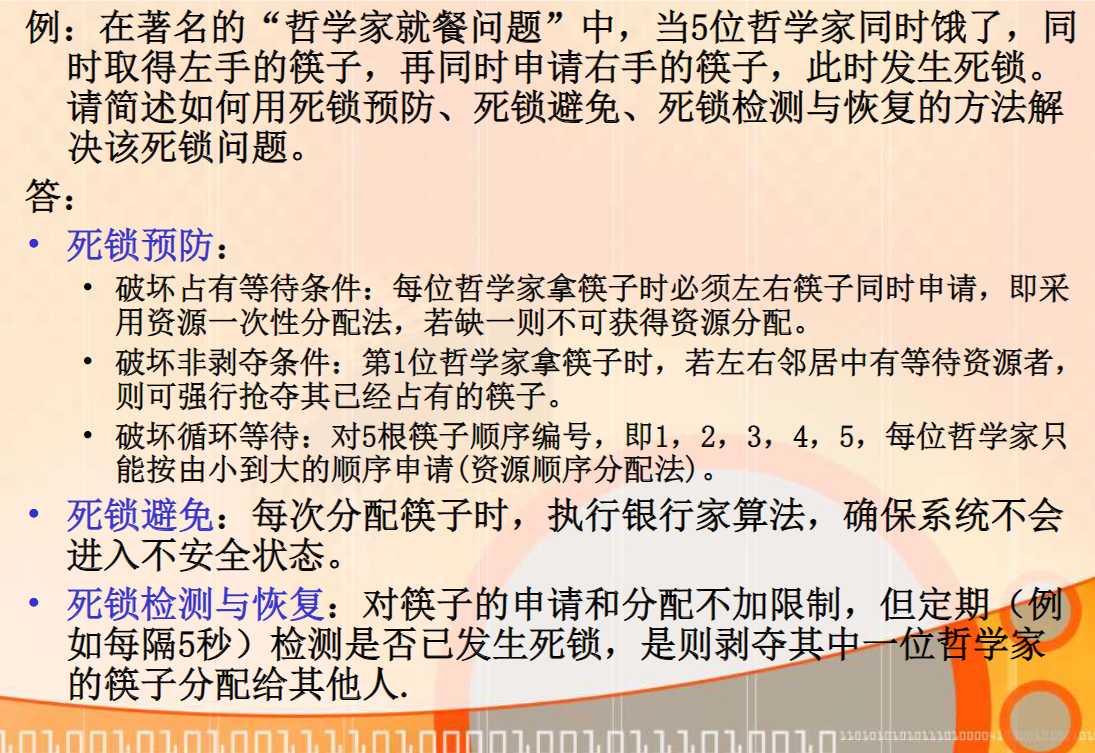 例：在著名的“哲学家就餐问题”中，当5位哲学家同时饿了，同
时取得左手的筷子，再同时申请右手的筷子，此时发生死锁。
请简述如何用死锁预防、死锁避免、死锁检测与恢复的方法解
决该死锁问题。
答：
• 死锁预防：
• 破坏占有等待条件：每位哲学家拿筷子时必须左右筷子同时申请，即采
用资源一次性分配法，若缺一则不可获得资源分配。
• 破坏非剥夺条件：第1位哲学家拿筷子时，若左右邻居中有等待资源者，
则可强行抢夺其已经占有的筷子。
• 破坏循环等待：对5根筷子顺序编号，即1，2，3，4，5，每位哲学家只
能按由小到大的顺序申请(资源顺序分配法)。
• 死锁避免：每次分配筷子时，执行银行家算法，确保系统不会
进入不安全状态。
• 死锁检测与恢复：对筷子的申请和分配不加限制，但定期（例
如每隔5秒）检测是否已发生死锁，是则剥夺其中一位哲学家
的筷子分配给其他人.